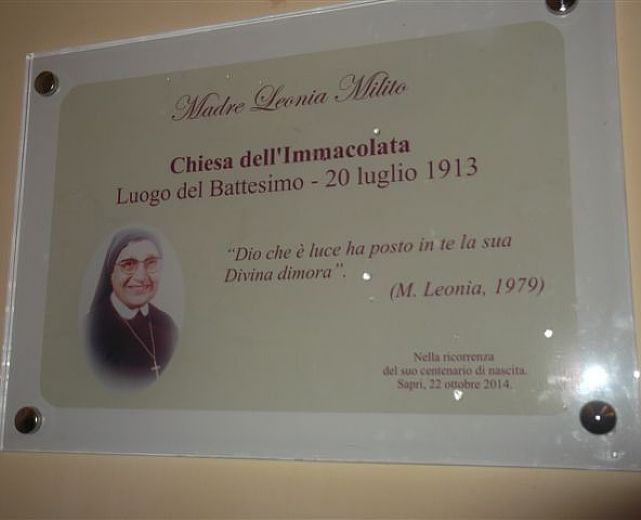 Madre Leonia Milito
Chiesa dell'Immacolata
Luogo del Battesimo - 20 luglio 1913
“Dio che è luce ha posto in te la sua
Divina dimora”.
(M. Leonia, 1979)
Nella ricorrenza
del suo centenario di nascita.
Sapri, 22 ottobre 2014.